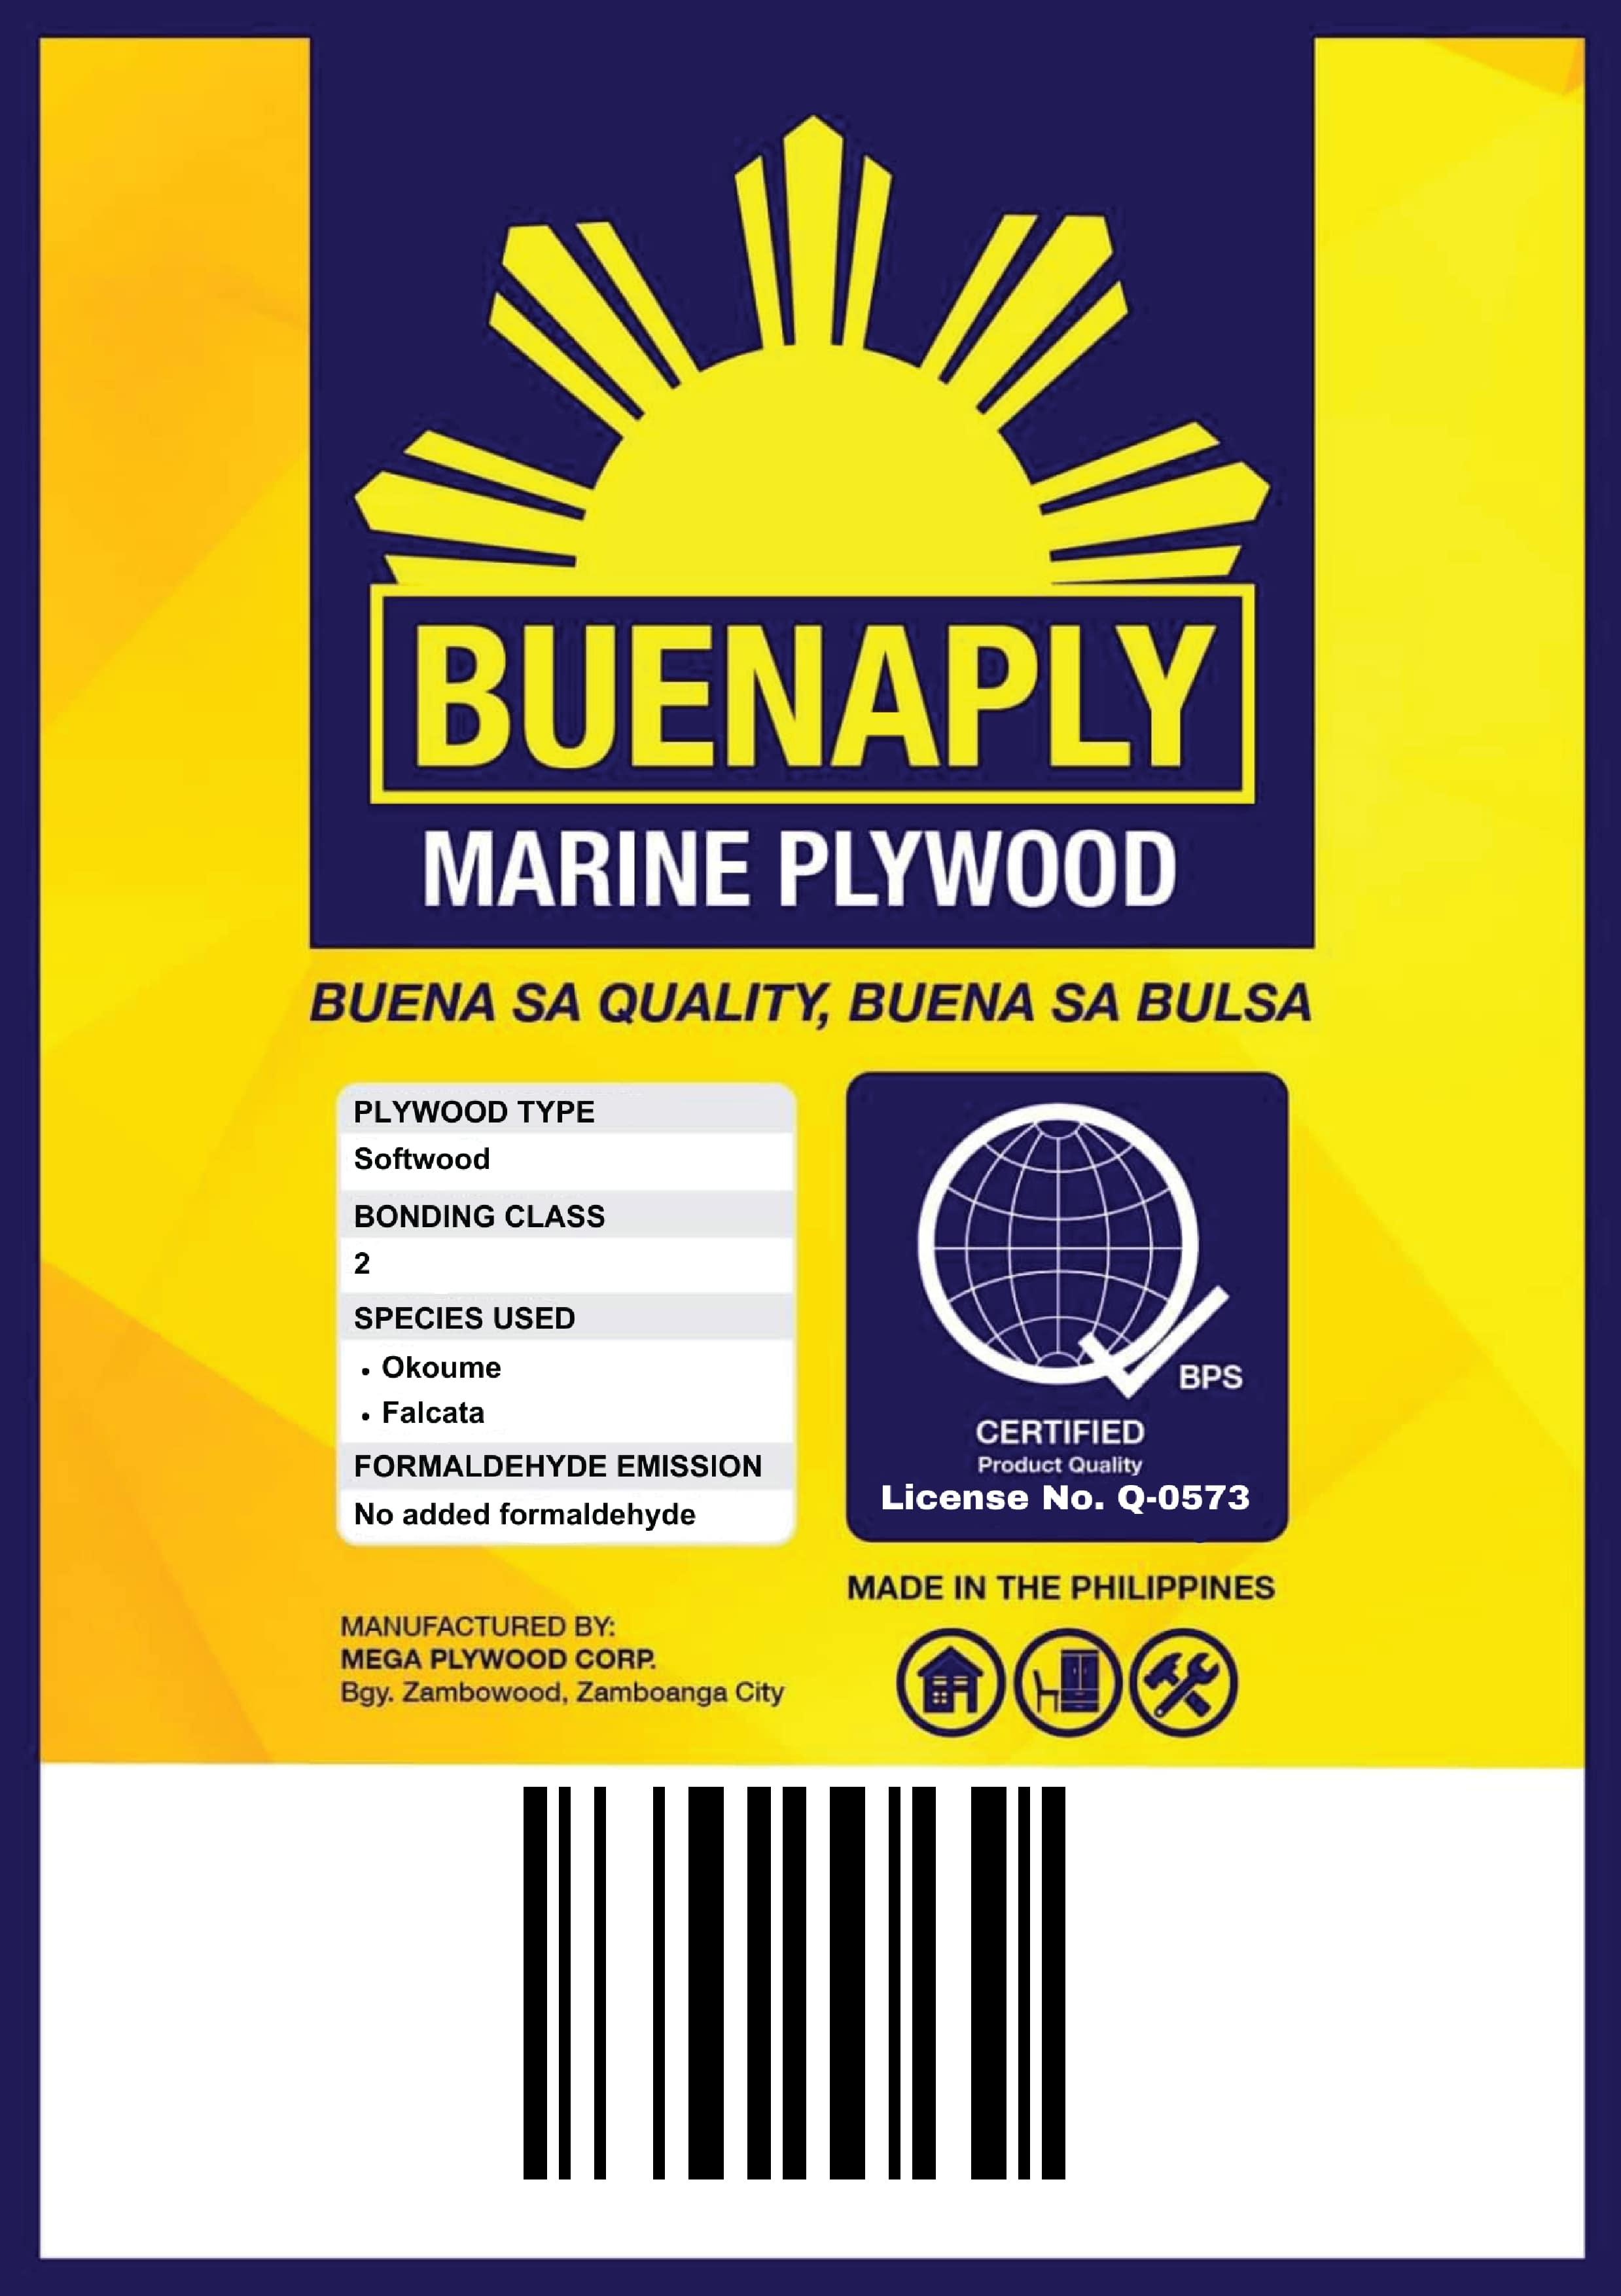 BUENAPLY
MARINE PLYWOOD
BUENA SA QUALITY, BUENA SA BULSA
PLYWOOD TYPE
Softwood
BONDING CLASS
2
SPECIES USED
• Okoume
• Falcata
FORMALDEHYDE EMISSION
No added formaldehyde
BPS
CERTIFIED
Product Quality
License No. Q-0573
MADE IN THE PHILIPPINES
MANUFACTURED BY:
MEGA PLYWOOD CORP.
Bgy. Zambowood, Zamboanga City